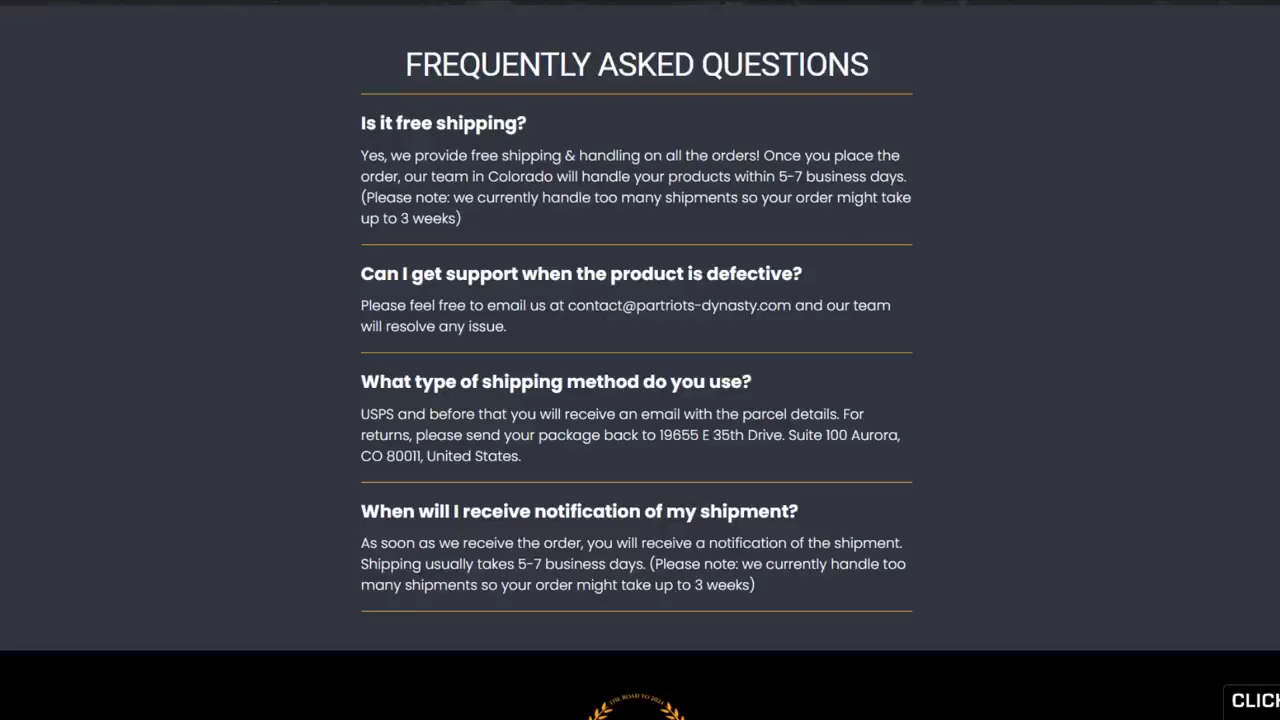 FREQUENTLY ASKED QUESTIONS
Is it free shipping?
Yes, we provide free shipping & handling on all the orders! Once you place the
order, our team in Colorado will handle your products within 5-7 business days.
(Please note: we currently handle too many shipments so your order might take
up to 3 weeks)
Can I get support when the product is defective?
Please feel free to email us at contact@partriots-dynasty.com and our team
will resolve any issue.
What type of shipping method do you use?
USPS and before that you will receive an email with the parcel details. For
returns, please send your package back to 19655 E 35th Drive. Suite 100 Aurora,
CO 80011, United States.
When will I receive notification of my shipment?
As soon as we receive the order, you will receive a notification of the shipment.
Shipping usually takes 5-7 business days. (Please note: we currently handle too
many shipments so your order might take up to 3 weeks)
THE ROAD TO 2024
CLICK